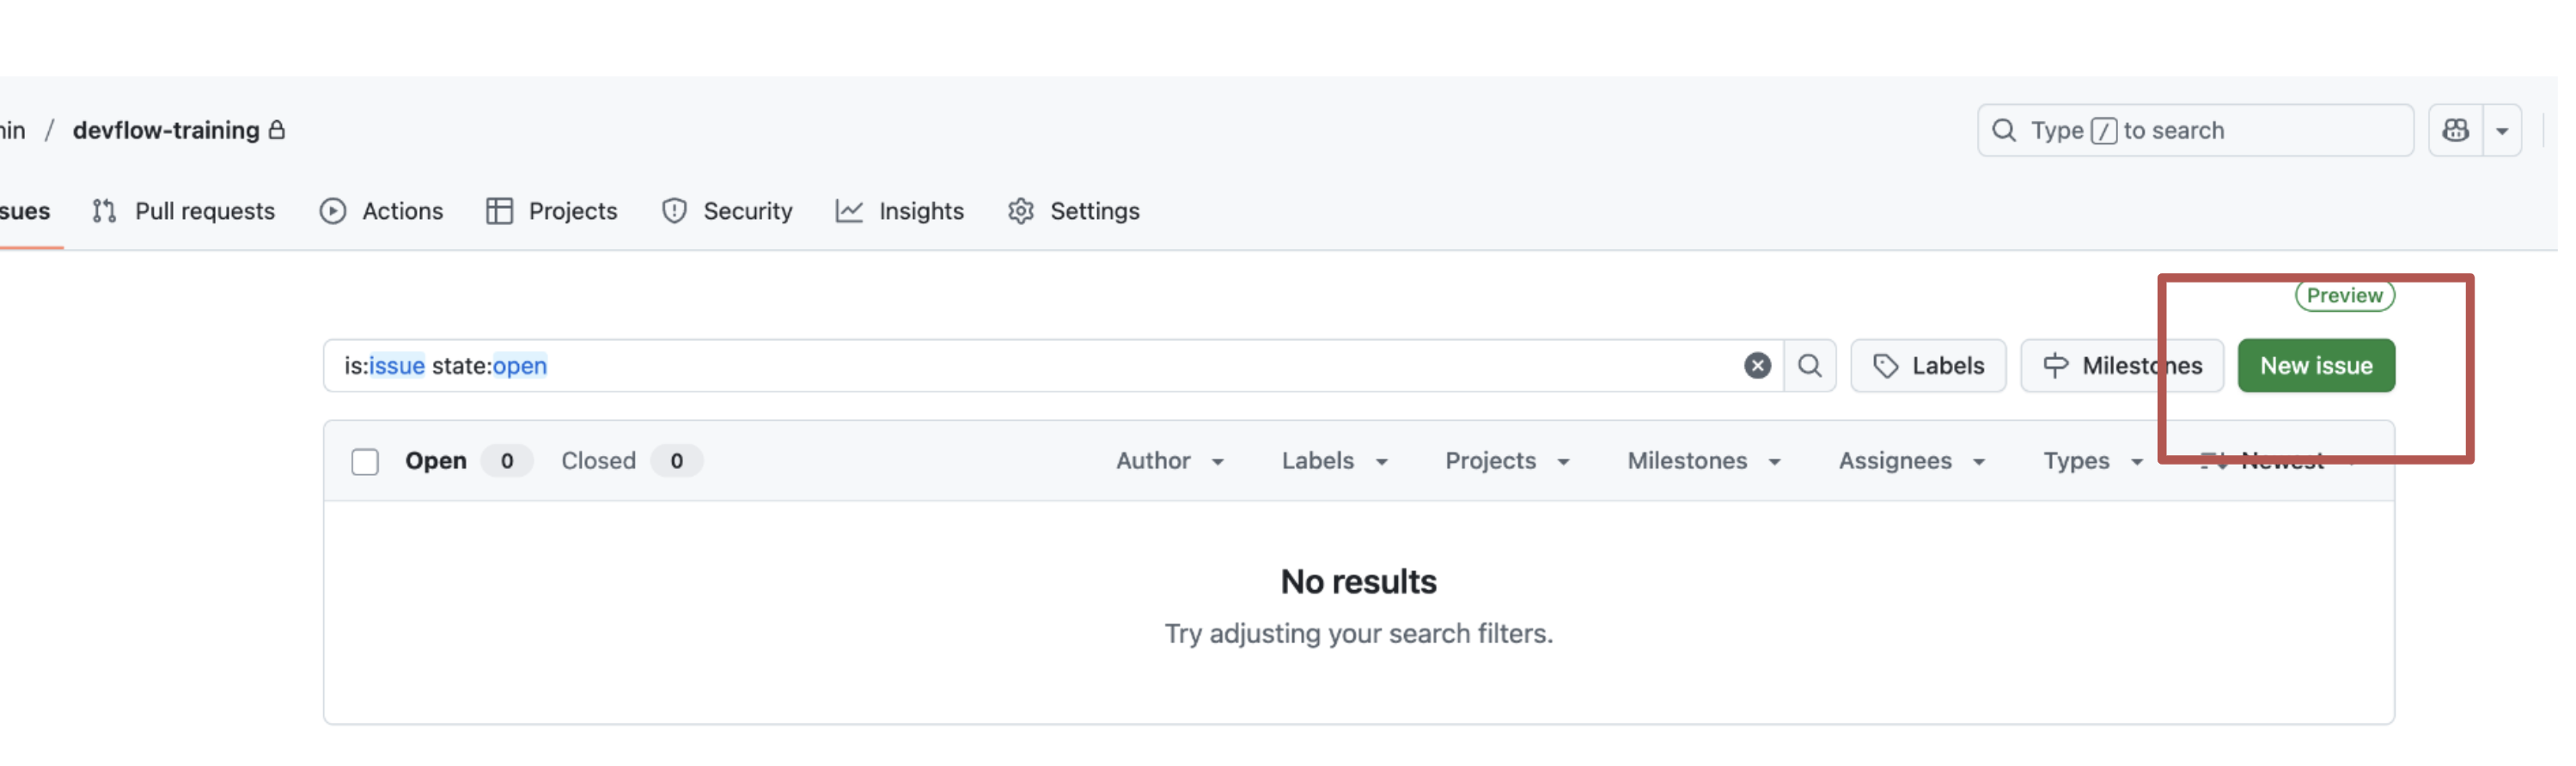 min / devflow-training
Type / to search
sues Pull requests Actions Projects Security Insights Settings
Preview
is:issue state:open Labels Milestones New issue
Open 0 Closed 0 Author Labels Projects Milestones Assignees Types Newest
No results
Try adjusting your search filters.